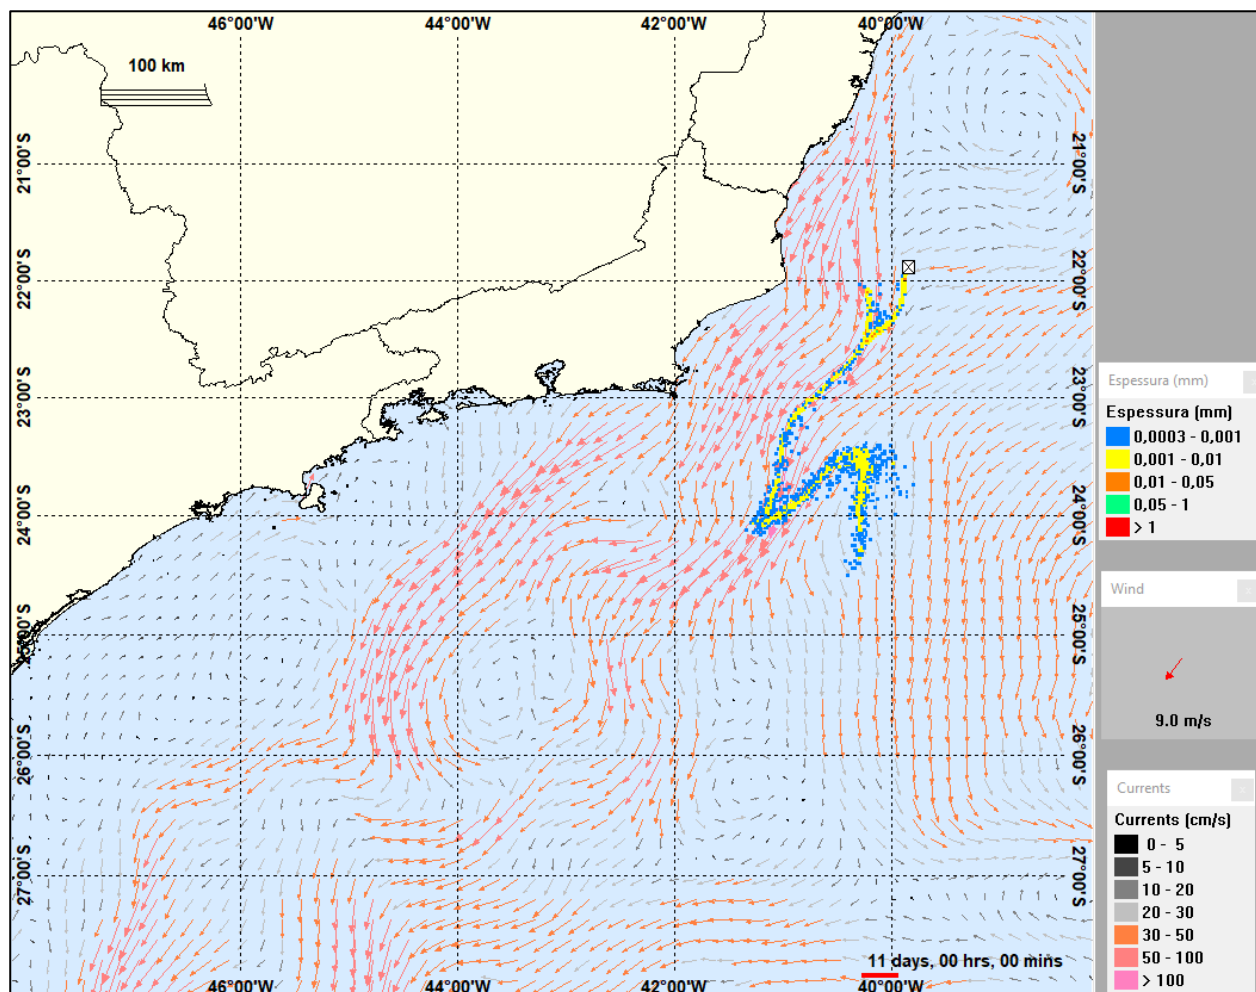 46°00'W
44°00'W
42°00'W
40°00'W
100 km
21°00'S
21°00'S
22°00'S
22°00'S
23°00'S
23°00'S
24°00'S
24°00'S
25°00'S
25°00'S
26°00'S
26°00'S
27°00'S
27°00'S
11 days, 00 hrs, 00 mins
46°00'W
44°00'W
42°00'W
40°00'W
Espessura (mm)
Espessura (mm)
0,0003 - 0,001
0,001 - 0,01
0,01 - 0,05
0,05 - 1
> 1
Wind
9.0 m/s
Currents
Currents (cm/s)
0 - 5
5 - 10
10 - 20
20 - 30
30 - 50
50 - 100
> 100